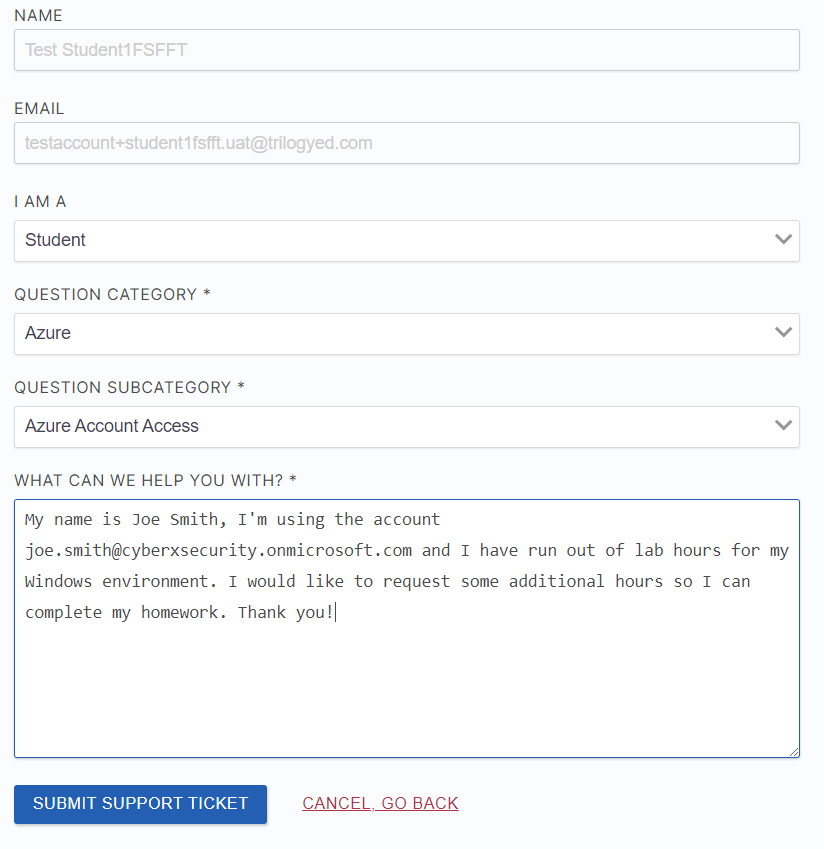 NAME
Test Student1FSFFT
EMAIL
testaccount+student1fsfft.uat@trilogyed.com
I AM A
Student
QUESTION CATEGORY *
Azure
QUESTION SUBCATEGORY *
Azure Account Access
WHAT CAN WE HELP YOU WITH? *
My name is Joe Smith, I'm using the account
joe.smith@cyberxsecurity.onmicrosoft.com and I have run out of lab hours for my
Windows environment. I would like to request some additional hours so I can
complete my homework. Thank you!
SUBMIT SUPPORT TICKET CANCEL, GO BACK